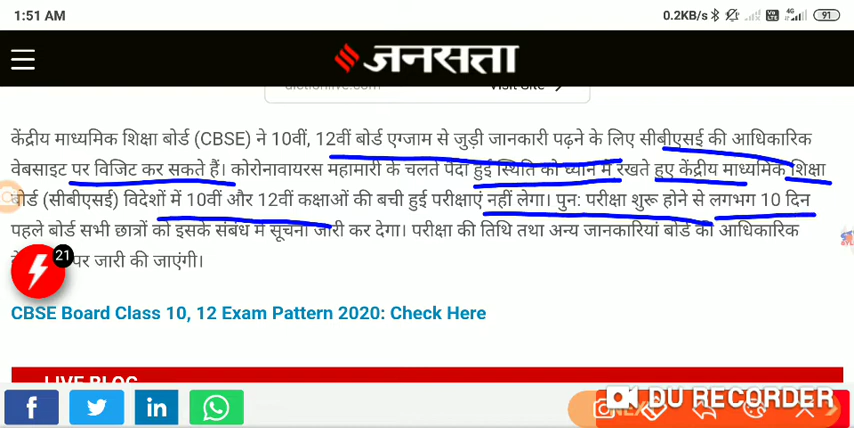 1:51 AM
0.2KB/s
4G
91
जनसत्ता
Visit Site
केंद्रीय माध्यमिक शिक्षा बोर्ड (CBSE) ने 10वीं, 12वीं बोर्ड एग्जाम से जुड़ी जानकारी पढ़ने के लिए सीबीएसई की आधिकारिक
वेबसाइट पर विजिट कर सकते हैं। कोरोनावायरस महामारी के चलते पैदा हुई स्थिति को ध्यान में रखते हुए केंद्रीय माध्यमिक शिक्षा
बोर्ड (सीबीएसई) विदेशों में 10वीं और 12वीं कक्षाओं की बची हुई परीक्षाएं नहीं लेगा। पुन: परीक्षा शुरू होने से लगभग 10 दिन
पहले बोर्ड सभी छात्रों को इसके संबंध में सूचना जारी कर देगा। परीक्षा की तिथि तथा अन्य जानकारियां बोर्ड की आधिकारिक
21
पर जारी की जाएंगी।
CBSE Board Class 10, 12 Exam Pattern 2020: Check Here
LIVE BLOG
DU RECORDER